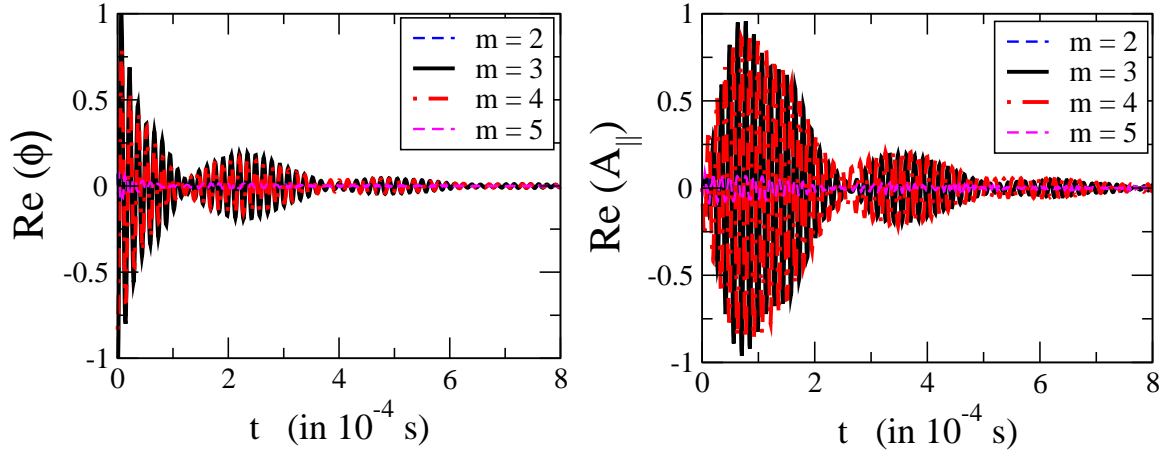 1
0.5
0
-0.5
-1
Re (ϕ)
m = 2
m = 3
m = 4
m = 5
0 2 4 6 8
t (in 10⁻⁴ s)
1
0.5
0
-0.5
-1
Re (A∥)
m = 2
m = 3
m = 4
m = 5
0 2 4 6 8
t (in 10⁻⁴ s)